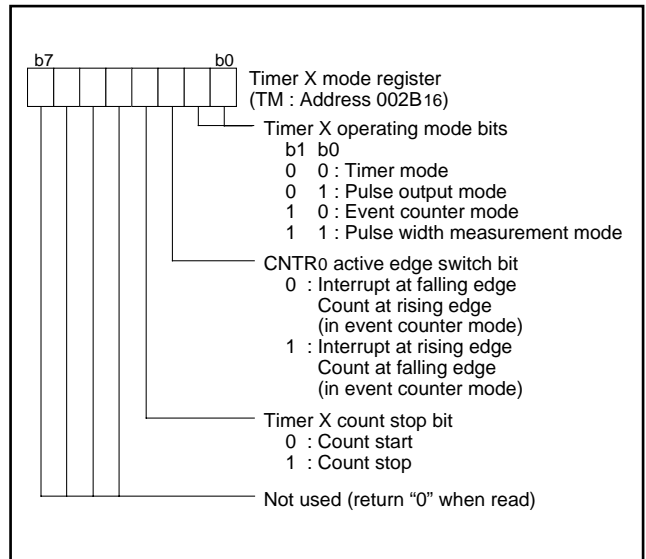 b7 b0
Timer X mode register
(TM : Address 002B16)
Timer X operating mode bits
b1 b0
0 0 : Timer mode
0 1 : Pulse output mode
1 0 : Event counter mode
1 1 : Pulse width measurement mode
CNTR0 active edge switch bit
0 : Interrupt at falling edge
Count at rising edge
(in event counter mode)
1 : Interrupt at rising edge
Count at falling edge
(in event counter mode)
Timer X count stop bit
0 : Count start
1 : Count stop
Not used (return “0” when read)